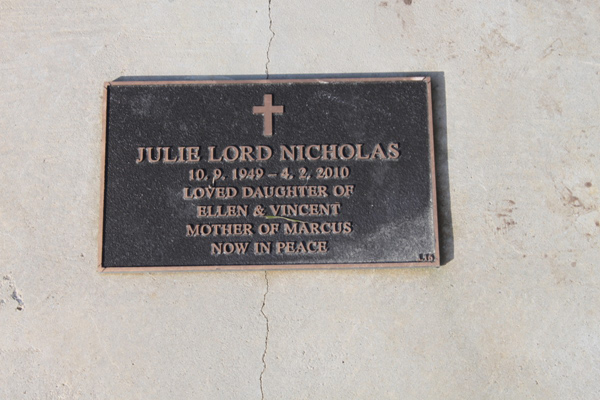 JULIE LORD NICHOLAS
10. 9. 1949 – 4. 2. 2010
LOVED DAUGHTER OF
ELLEN & VINCENT
MOTHER OF MARCUS
NOW IN PEACE